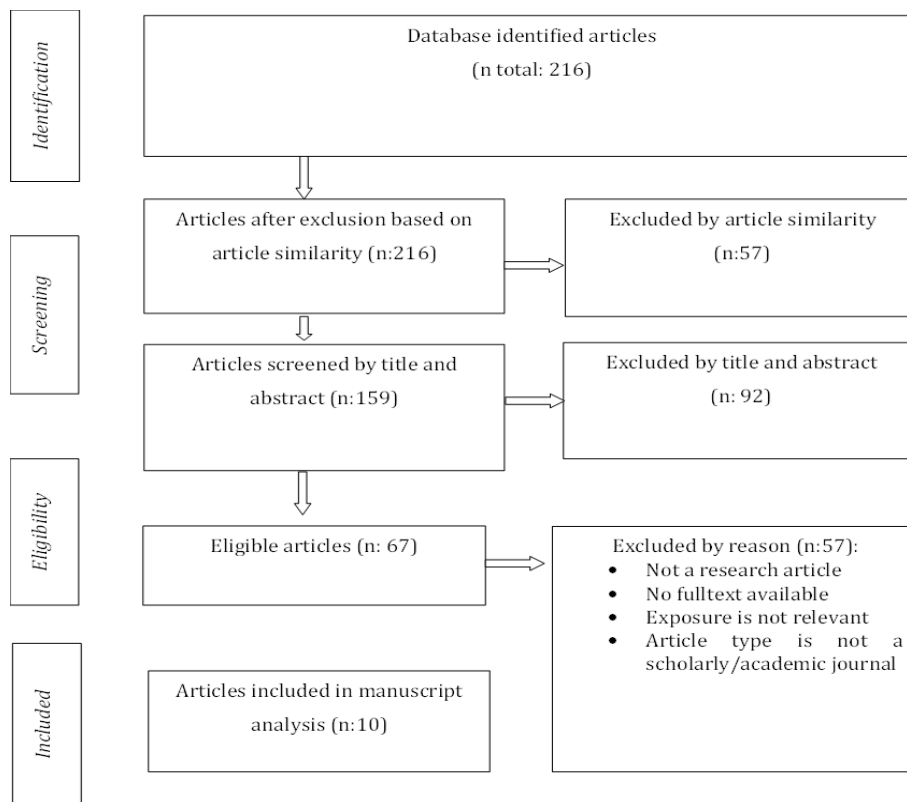 Identification
Database identified articles
(n total: 216)
Screening
Articles after exclusion based on
article similarity (n:216)
Excluded by article similarity
(n:57)
Articles screened by title and
abstract (n:159)
Excluded by title and abstract
(n: 92)
Eligibility
Eligible articles (n: 67)
Excluded by reason (n:57):
• Not a research article
• No fulltext available
• Exposure is not relevant
• Article type is not a
scholarly/academic journal
Included
Articles included in manuscript
analysis (n:10)